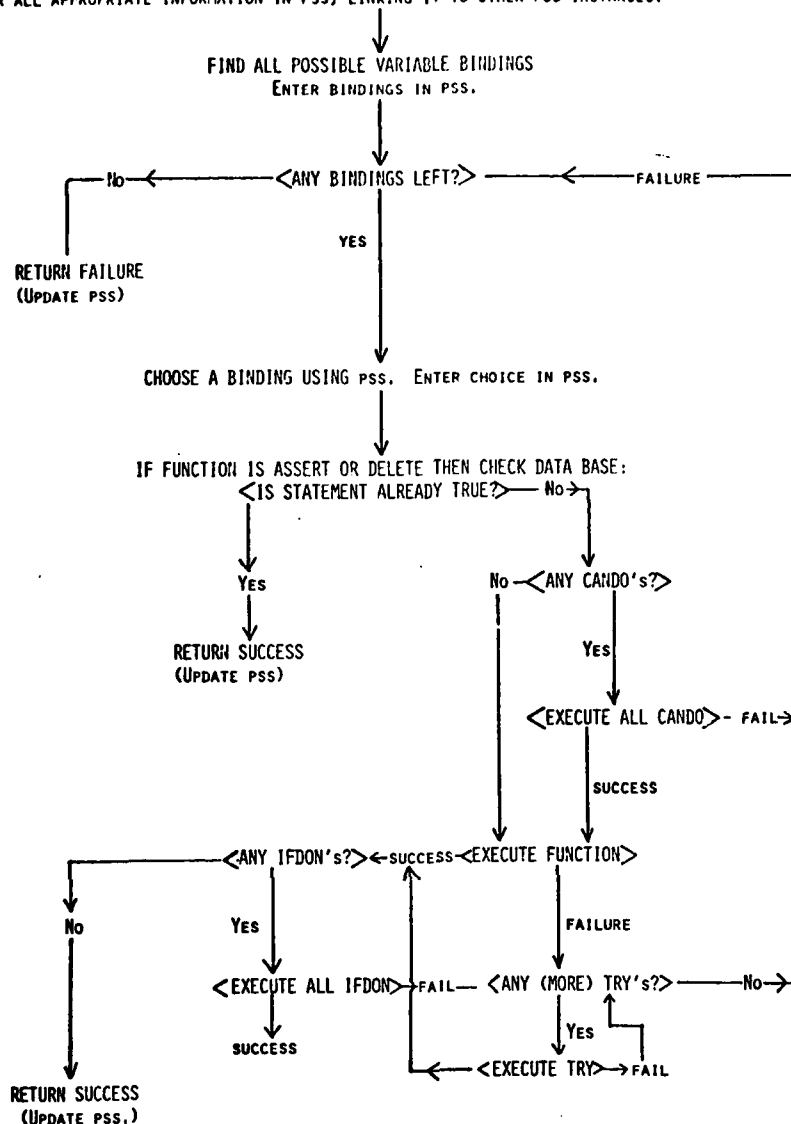 ALL APPROPRIATE INFORMATION IN PSS, LINKING IT TO OTHER PSS INSTANCES.
FIND ALL POSSIBLE VARIABLE BINDINGS
ENTER BINDINGS IN PSS.
No
<ANY BINDINGS LEFT?>
FAILURE
YES
RETURN FAILURE
(UPDATE PSS)
CHOOSE A BINDING USING PSS. ENTER CHOICE IN PSS.
IF FUNCTION IS ASSERT OR DELETE THEN CHECK DATA BASE:
<IS STATEMENT ALREADY TRUE?> No
YES
No <ANY CANDO's?>
RETURN SUCCESS
(UPDATE PSS)
YES
<EXECUTE ALL CANDO> - FAIL
SUCCESS
<ANY IFDON's?> SUCCESS <EXECUTE FUNCTION>
No
YES
FAILURE
<EXECUTE ALL IFDON> FAIL <ANY (MORE) TRY's?> No
YES
SUCCESS
<EXECUTE TRY> FAIL
RETURN SUCCESS
(UPDATE PSS.)